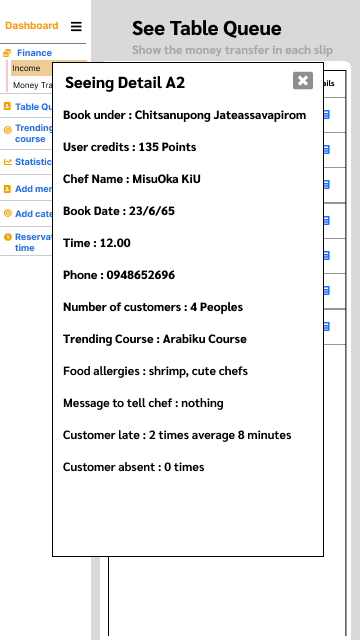 Dashboard
See Table Queue
Show the money transfer in each slip
Finance
Income
Money Tra
Table Qu
Trending
course
Statistic
Add mer
Add cate
Reserva
time
ails
Seeing Detail A2
Book under : Chitsanupong Jateassavapirom
User credits : 135 Points
Chef Name : MisuOka KiU
Book Date : 23/6/65
Time : 12.00
Phone : 0948652696
Number of customers : 4 Peoples
Trending Course : Arabiku Course
Food allergies : shrimp, cute chefs
Message to tell chef : nothing
Customer late : 2 times average 8 minutes
Customer absent : 0 times